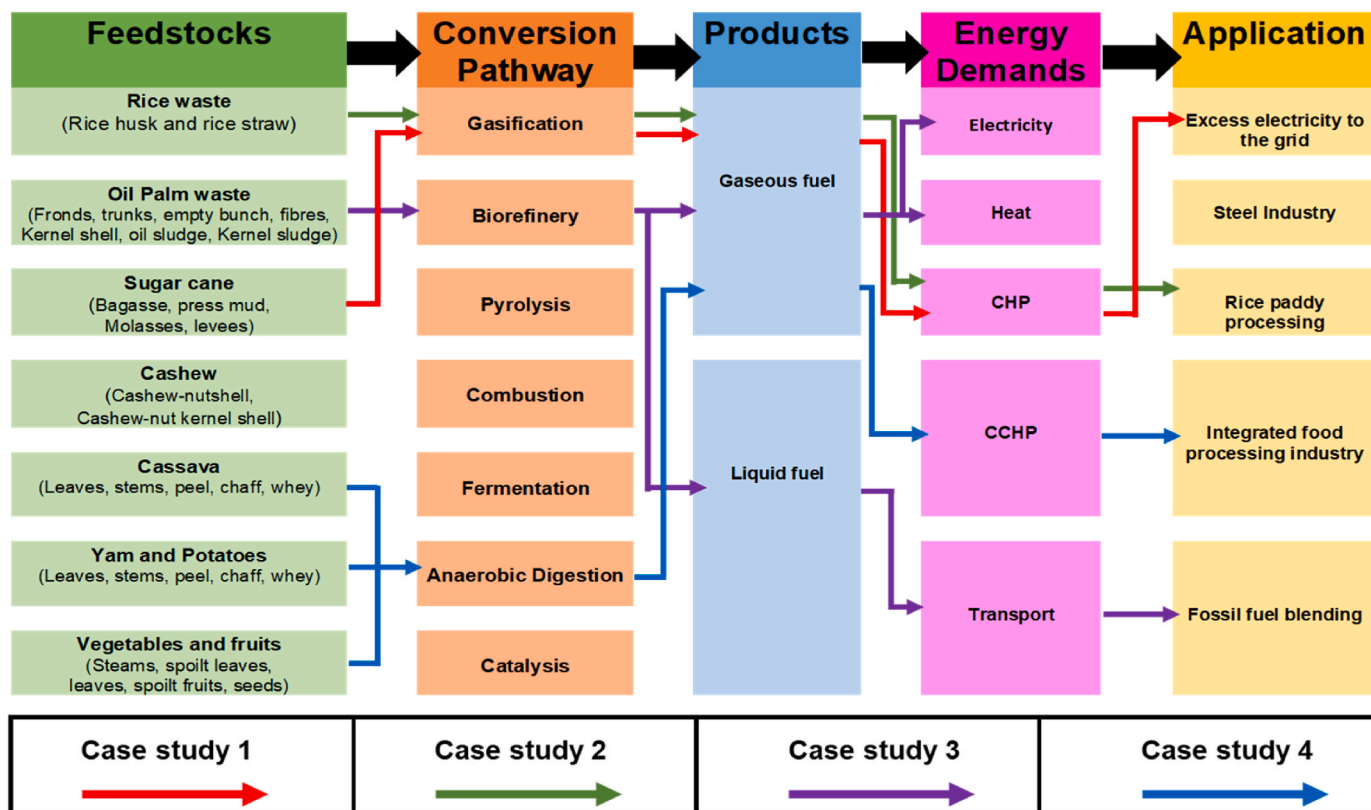 Feedstocks
Conversion
Pathway
Products
Energy
Demands
Application
Rice waste
(Rice husk and rice straw)
Oil Palm waste
(Fronds, trunks, empty bunch, fibres,
Kernel shell, oil sludge, Kernel sludge)
Sugar cane
(Bagasse, press mud,
Molasses, levees)
Cashew
(Cashew-nutshell,
Cashew-nut kernel shell)
Cassava
(Leaves, stems, peel, chaff, whey)
Yam and Potatoes
(Leaves, stems, peel, chaff, whey)
Vegetables and fruits
(Steams, spoilt leaves,
leaves, spoilt fruits, seeds)
Gasification
Biorefinery
Pyrolysis
Combustion
Fermentation
Anaerobic Digestion
Catalysis
Gaseous fuel
Liquid fuel
Electricity
Heat
CHP
CCHP
Transport
Excess electricity to
the grid
Steel Industry
Rice paddy
processing
Integrated food
processing industry
Fossil fuel blending
Case study 1
Case study 2
Case study 3
Case study 4